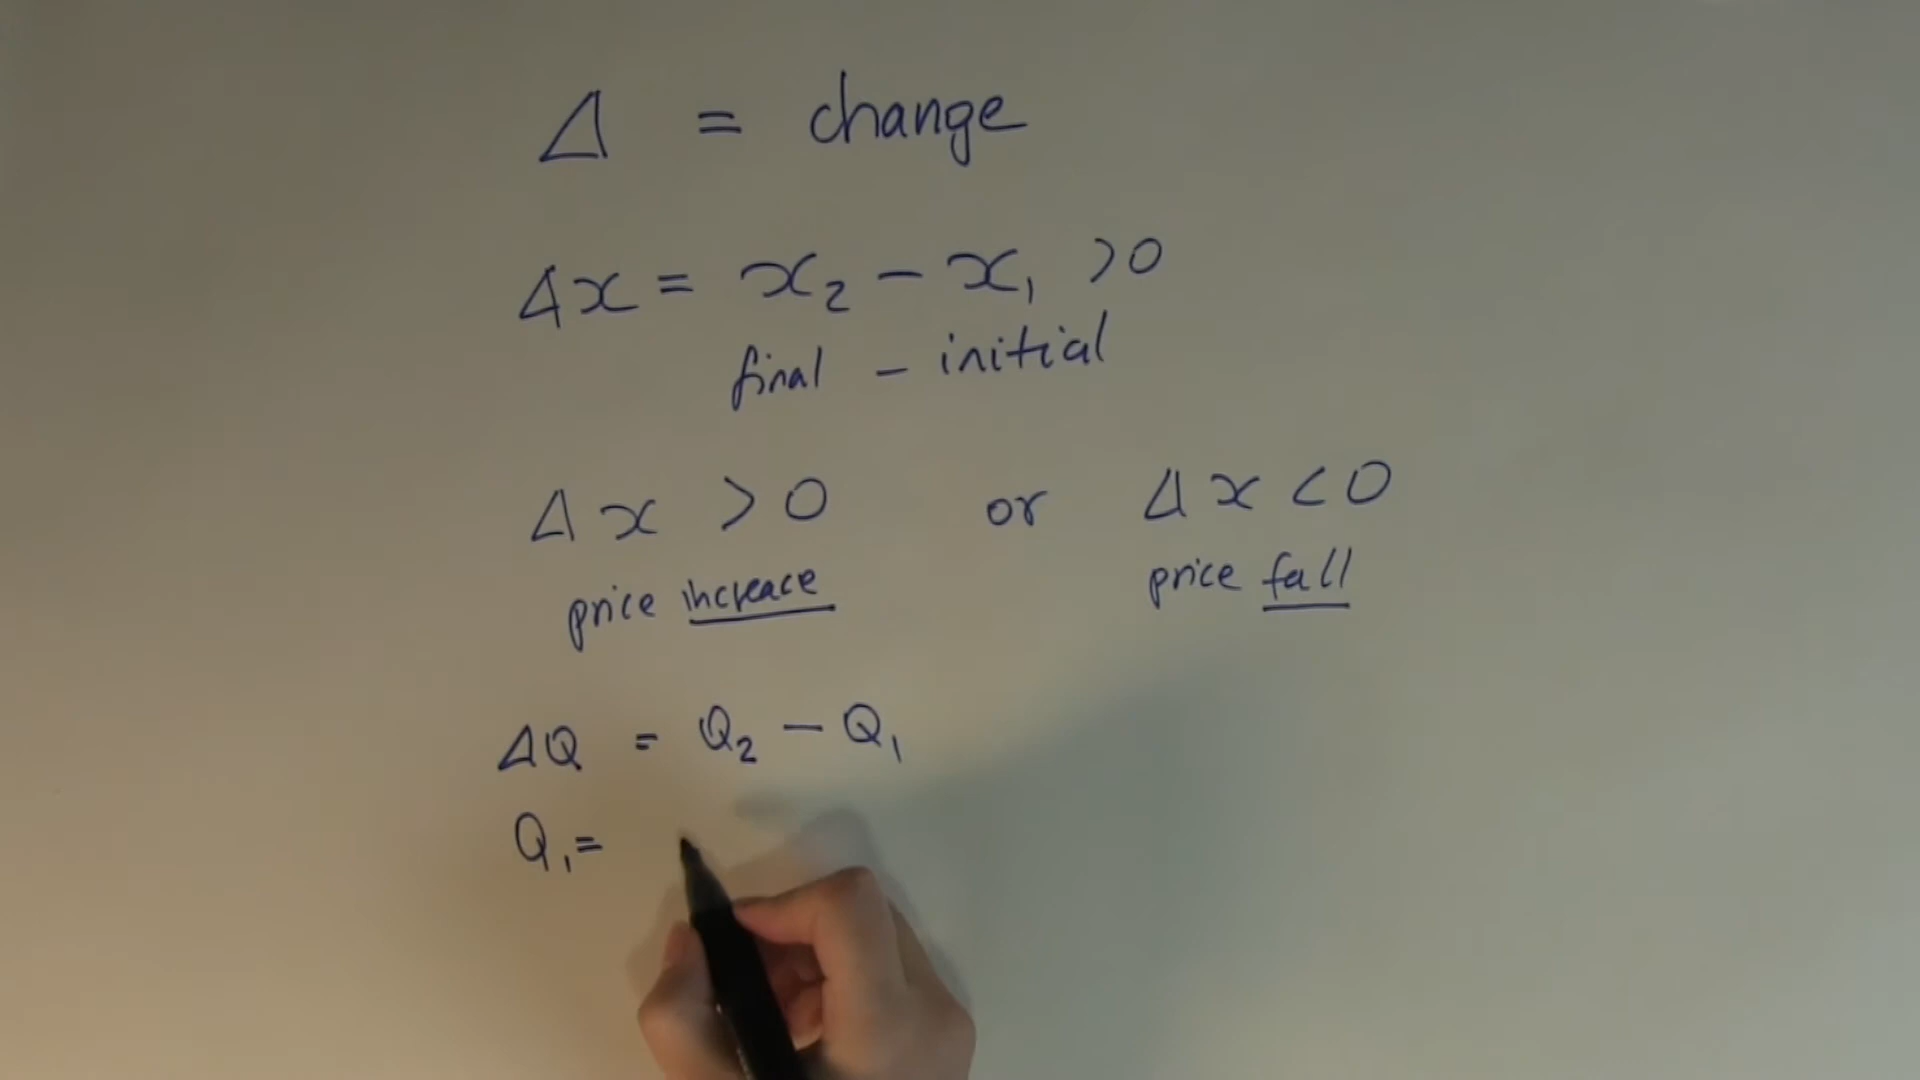 Δ = change
Δx = x₂ - x₁ >0
final - initial
Δx > 0 or Δx < 0
price increace price fall
ΔQ = Q₂ - Q₁
Q₁=